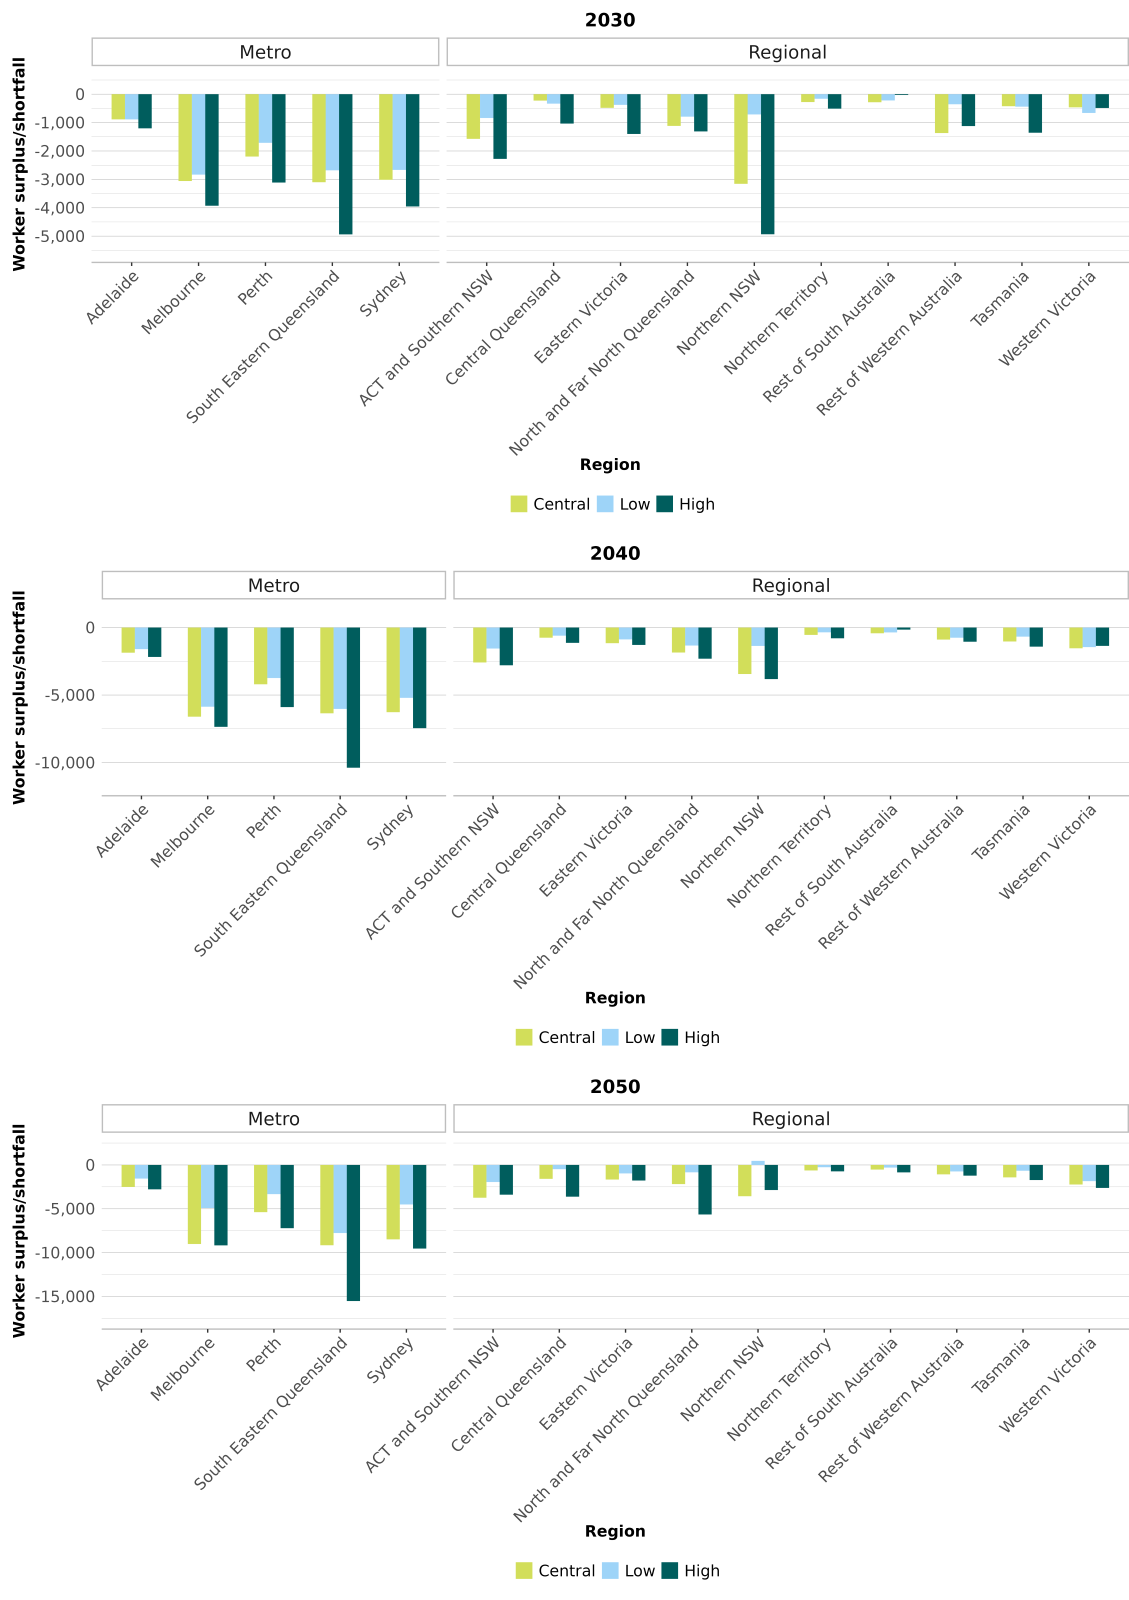 2030
Metro
Regional
Worker surplus/shortfall
0
-1,000
-2,000
-3,000
-4,000
-5,000
Adelaide
Melbourne
Perth
South Eastern Queensland
Sydney
ACT and Southern NSW
Central Queensland
Eastern Victoria
North and Far North Queensland
Northern NSW
Northern Territory
Rest of South Australia
Rest of Western Australia
Tasmania
Western Victoria
Region
Central Low High
2040
Metro
Regional
Worker surplus/shortfall
0
-5,000
-10,000
Adelaide
Melbourne
Perth
South Eastern Queensland
Sydney
ACT and Southern NSW
Central Queensland
Eastern Victoria
North and Far North Queensland
Northern NSW
Northern Territory
Rest of South Australia
Rest of Western Australia
Tasmania
Western Victoria
Region
Central Low High
2050
Metro
Regional
Worker surplus/shortfall
0
-5,000
-10,000
-15,000
Adelaide
Melbourne
Perth
South Eastern Queensland
Sydney
ACT and Southern NSW
Central Queensland
Eastern Victoria
North and Far North Queensland
Northern NSW
Northern Territory
Rest of South Australia
Rest of Western Australia
Tasmania
Western Victoria
Region
Central Low High